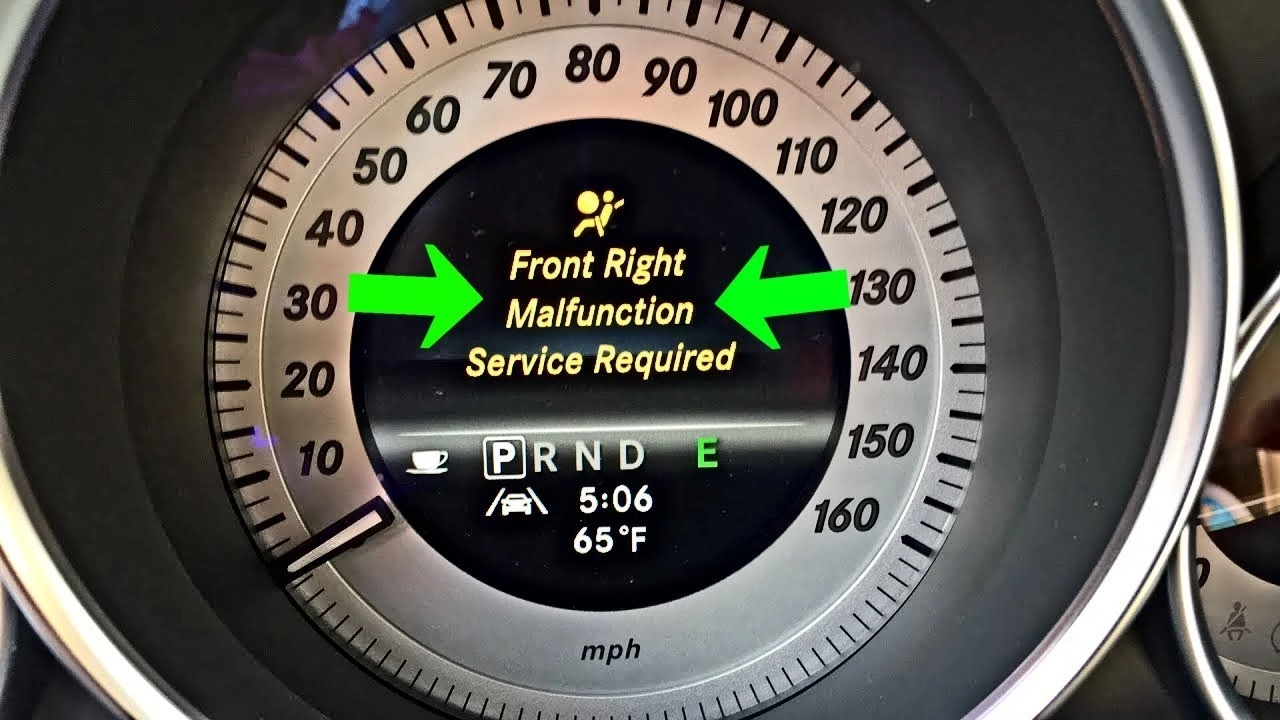 80
70 90
60 100
50 110
40 120
Front Right
30 Malfunction 130
Service Required
20 140
10 150
P R N D E
5:06
160
65°F
mph